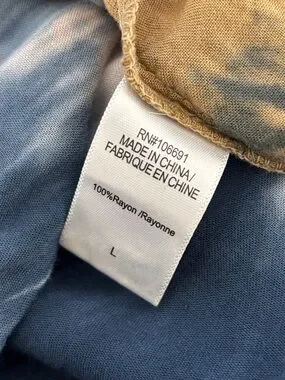 RN#106691
MADE IN CHINA/
FABRIQUE EN CHINE
100%Rayon /Rayonne
L